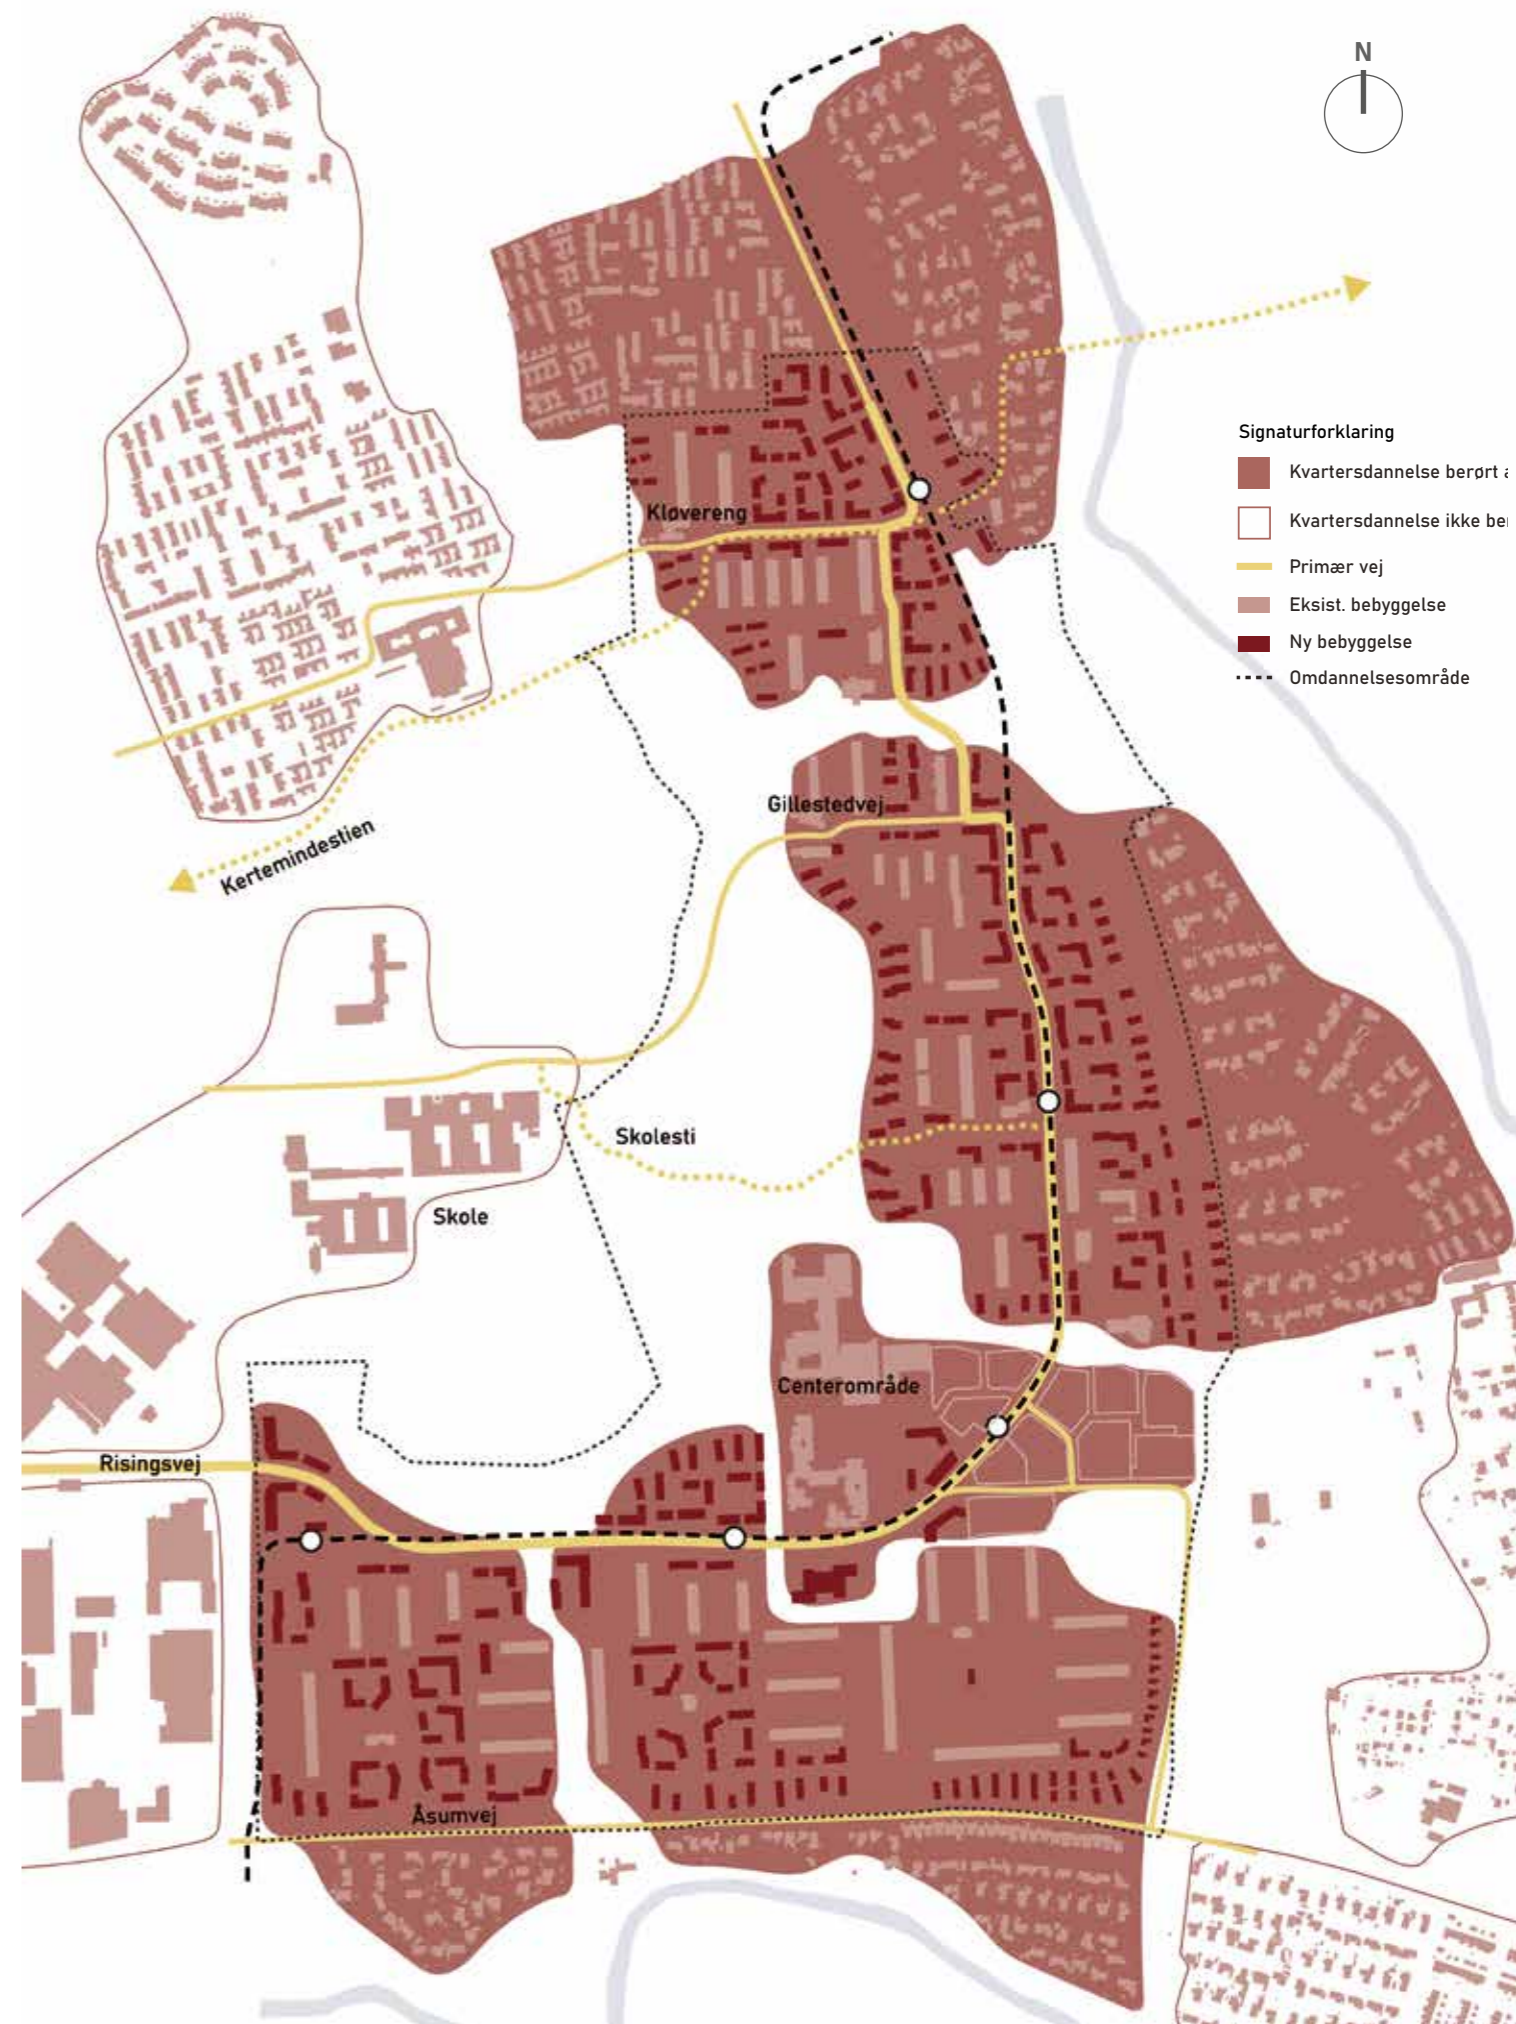 N
Signaturforklaring
Kvartersdannelse berørt
Kvartersdannelse ikke
Primær vej
Eksist. bebyggelse
Ny bebyggelse
Omdannelsesområde
Kløvereng
Gillestedvej
Kertemindestien
Skolesti
Skole
Centerområde
Risingsvej
Åsumvej